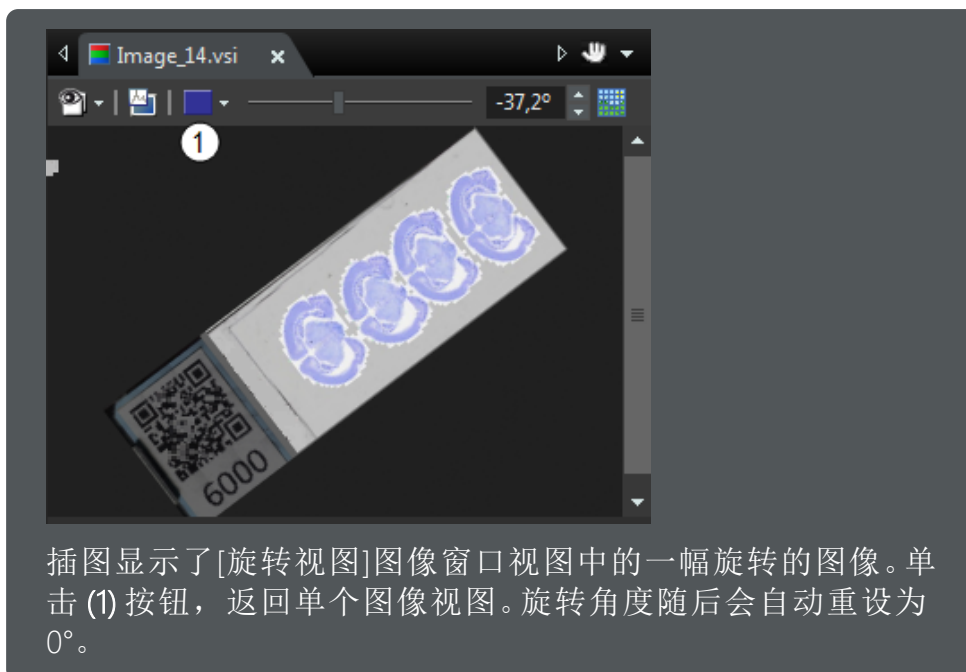 Image_14.vsi
-37,2°
1
6000
插图显示了[旋转视图]图像窗口视图中的一幅旋转的图像。单
击 (1) 按钮，返回单个图像视图。旋转角度随后会自动重设为
0°。